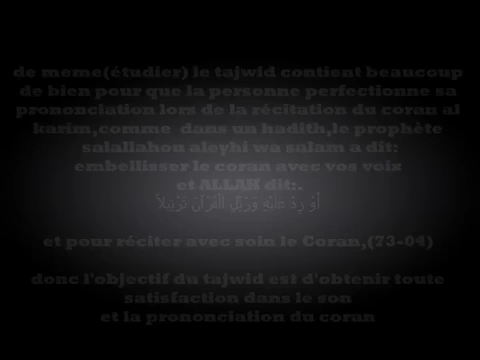 de meme(étudier) le tajwid contient beaucoup
de bien pour que la personne perfectionne sa
prononciation lors de la récitation du coran al
karim,comme dans un hadith,le prophète
salallahou aleyhi wa salam a dit:
embellisser le coran avec vos voix
et ALLAH dit:.
أَوْ زِدْ عَلَيْهِ وَرَتِّلِ الْقُرْآنَ تَرْتِيلاً
et pour réciter avec soin le Coran,(73-04)
donc l'objectif du tajwid est d'obtenir toute
satisfaction dans le son
et la prononciation du coran